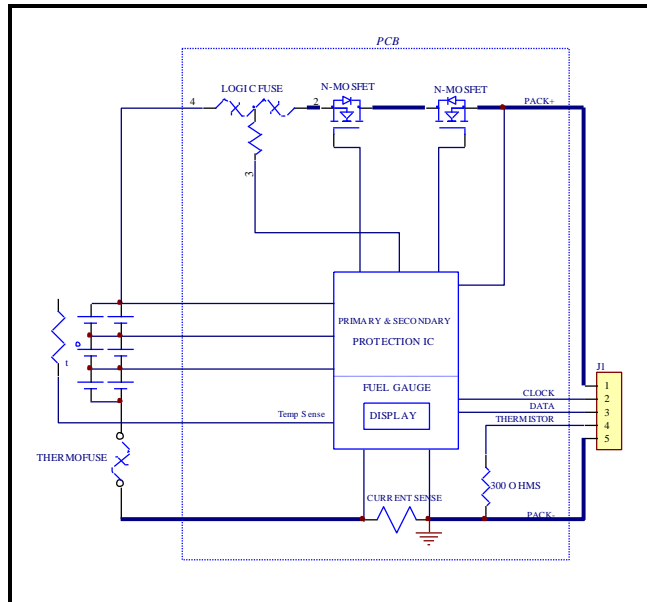 PCB
LOGIC FUSE
N-MOSFET
N-MOSFET
4
2
PACK+
3
PRIMARY & SECONDARY
PROTECTION IC
t
J1
1
2
3
4
5
FUEL GAUGE
CLOCK
DATA
THERMISTOR
Temp Sense
DISPLAY
THERMOFUSE
300 OHMS
CURRENT SENSE
PACK-